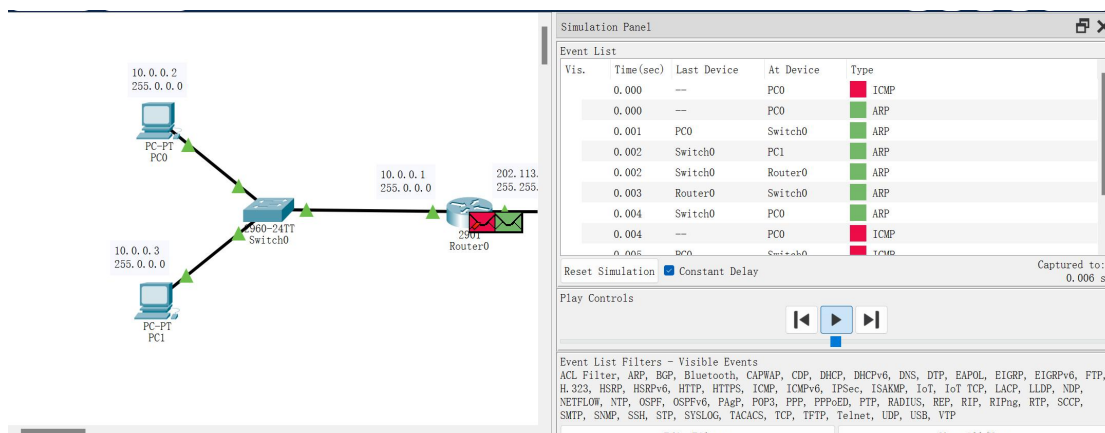 10.0.0.2
255.0.0.0
PC-PT
PC0
10.0.0.1
255.0.0.0
202.113.
255.255.
2960-24TT
Switch0
2901
Router0
10.0.0.3
255.0.0.0
PC-PT
PC1
Simulation Panel
Event List
Vis. Time(sec) Last Device At Device Type
0.000 -- PC0 ICMP
0.000 -- PC0 ARP
0.001 PC0 Switch0 ARP
0.002 Switch0 PC1 ARP
0.002 Switch0 Router0 ARP
0.003 Router0 Switch0 ARP
0.004 Switch0 PC0 ARP
0.004 -- PC0 ICMP
0.005 PC0 Switch0 ICMP
Reset Simulation Constant Delay
Captured to:
0.006 s
Play Controls
Event List Filters - Visible Events
ACL Filter, ARP, BGP, Bluetooth, CAPWAP, CDP, DHCP, DHCPv6, DNS, DTP, EAPOL, EIGRP, EIGRPv6, FTP,
H.323, HSRP, HSRPv6, HTTP, HTTPS, ICMP, ICMPv6, IPSec, ISAKMP, IoT, IoT TCP, LACP, LLDP, NDP,
NETFLOW, NTP, OSPF, OSPFv6, PAgP, POP3, PPP, PPPoED, PTP, RADIUS, REP, RIP, RIPng, RTP, SCCP,
SMTP, SNMP, SSH, STP, SYSLOG, TACACS, TCP, TFTP, Telnet, UDP, USB, VTP